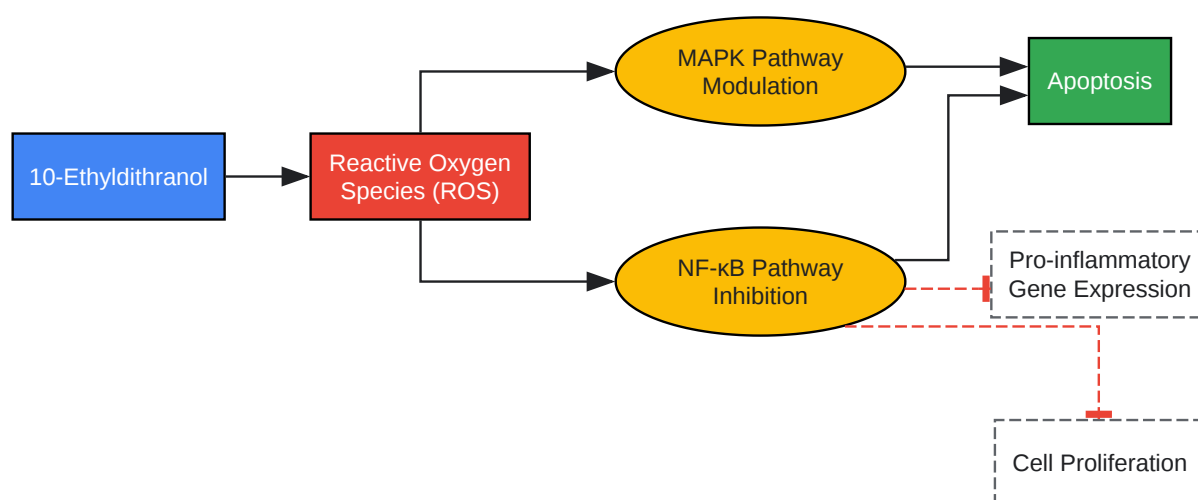 MAPK Pathway
Modulation
Apoptosis
10-Ethyldithranol
Reactive Oxygen
Species (ROS)
NF-κB Pathway
Inhibition
Pro-inflammatory
Gene Expression
Cell Proliferation